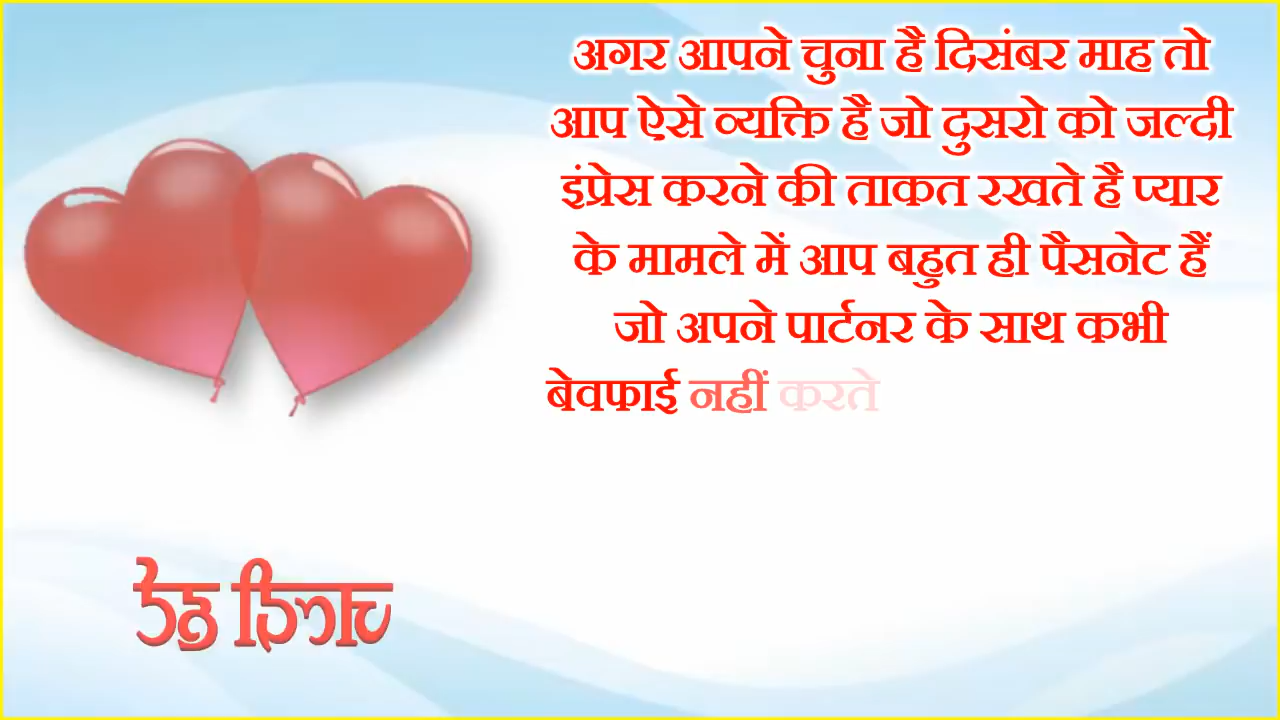 अगर आपने चुना है दिसंबर माह तो
आप ऐसे व्यक्ति है जो दुसरो को जल्दी
इंप्रेस करने की ताकत रखते है प्यार
के मामले में आप बहुत ही पैसनेट हैं
जो अपने पार्टनर के साथ कभी
बेवफाई नहीं करते